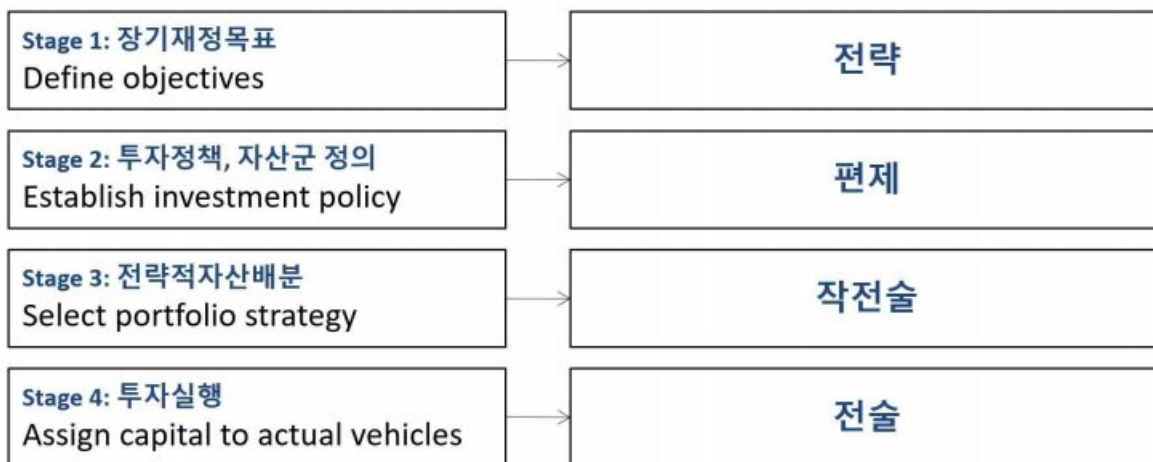 Stage 1: 장기재정목표
Define objectives
전략
Stage 2: 투자정책, 자산군 정의
Establish investment policy
편제
Stage 3: 전략적자산배분
Select portfolio strategy
작전술
Stage 4: 투자실행
Assign capital to actual vehicles
전술